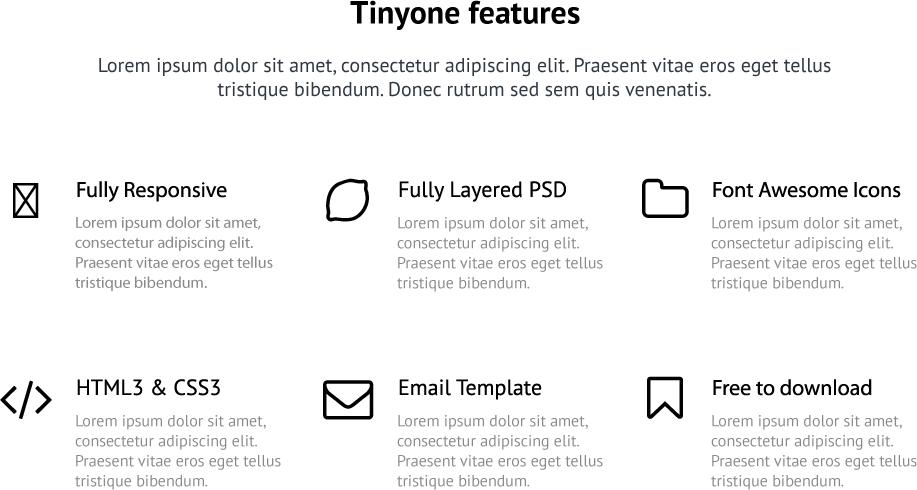 Tinyone features
Lorem ipsum dolor sit amet, consectetur adipiscing elit. Praesent vitae eros eget tellus
tristique bibendum. Donec rutrum sed sem quis venenatis.
Fully Responsive
Lorem ipsum dolor sit amet,
consectetur adipiscing elit.
Praesent vitae eros eget tellus
tristique bibendum.
Fully Layered PSD
Lorem ipsum dolor sit amet,
consectetur adipiscing elit.
Praesent vitae eros eget tellus
tristique bibendum.
Font Awesome Icons
Lorem ipsum dolor sit amet,
consectetur adipiscing elit.
Praesent vitae eros eget tellus
tristique bibendum.
HTML3 & CSS3
Lorem ipsum dolor sit amet,
consectetur adipiscing elit.
Praesent vitae eros eget tellus
tristique bibendum.
Email Template
Lorem ipsum dolor sit amet,
consectetur adipiscing elit.
Praesent vitae eros eget tellus
tristique bibendum.
Free to download
Lorem ipsum dolor sit amet,
consectetur adipiscing elit.
Praesent vitae eros eget tellus
tristique bibendum.